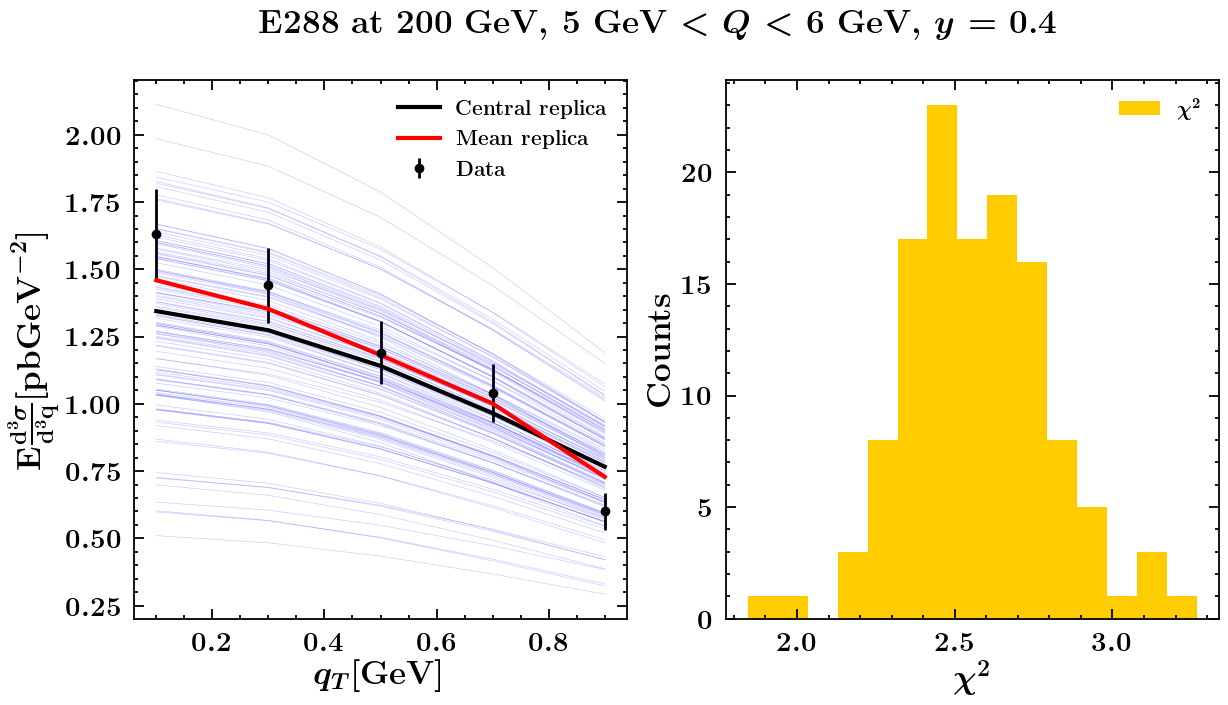 E288 at 200 GeV, 5 GeV < Q < 6 GeV, y = 0.4
Central replica
Mean replica
Data
2.00
1.75
1.50
1.25
1.00
0.75
0.50
0.25
E d³σ/d³q [pbGeV⁻²]
0.2 0.4 0.6 0.8
q_T[GeV]
χ²
20
15
10
5
0
Counts
2.0 2.5 3.0
χ²